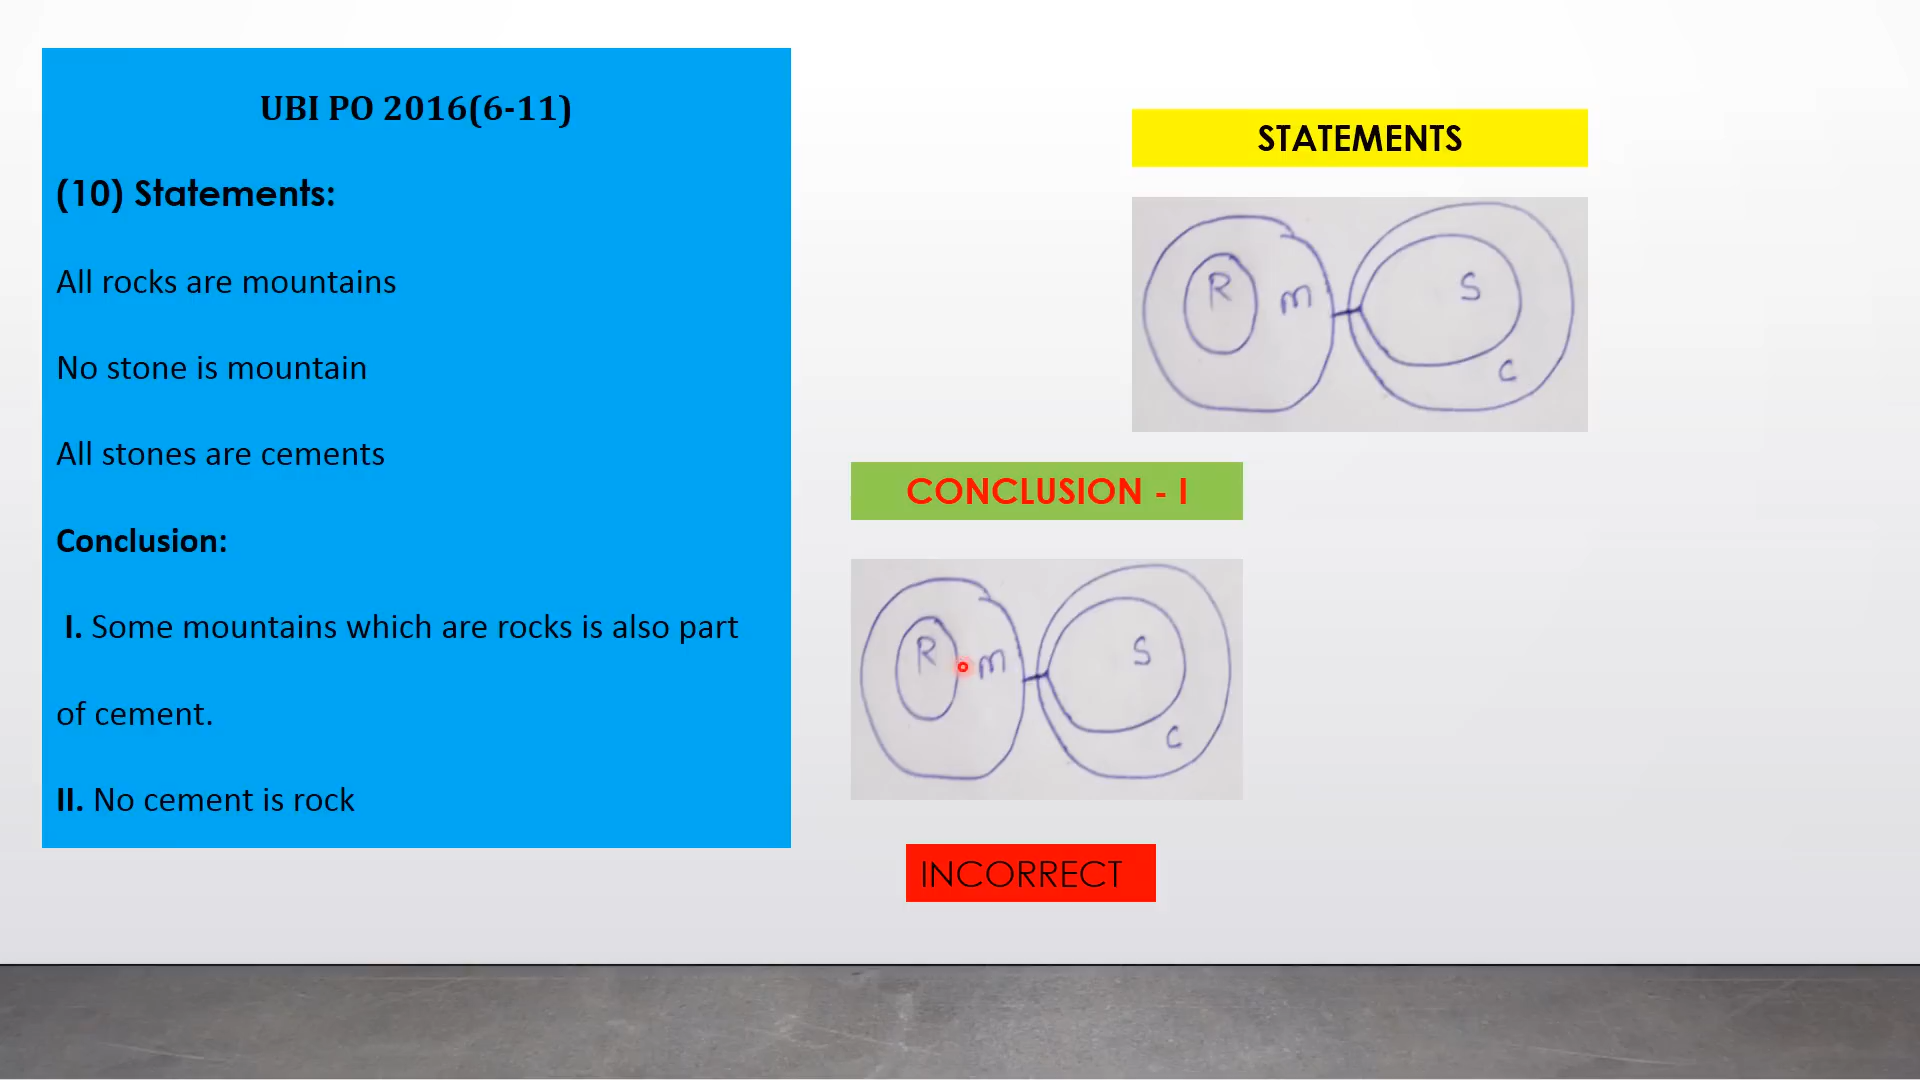 UBI PO 2016(6-11)
(10) Statements:
All rocks are mountains
No stone is mountain
All stones are cements
Conclusion:
I. Some mountains which are rocks is also part
of cement.
II. No cement is rock
STATEMENTS
R m S
C
CONCLUSION - I
R m S
C
INCORRECT